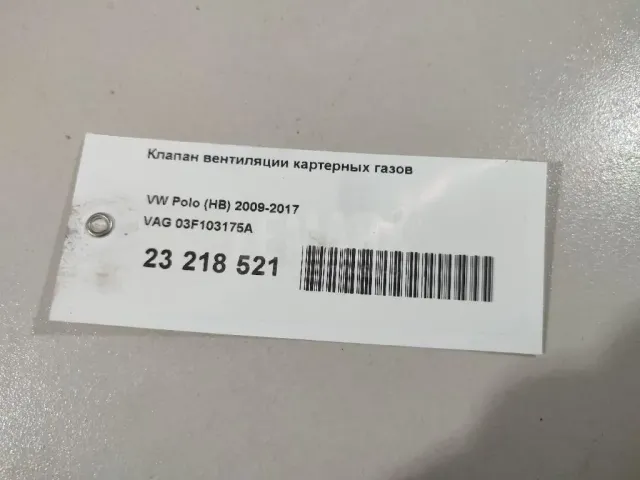 Клапан вентиляции картерных газов
VW Polo (HB) 2009-2017
VAG 03F103175A
23 218 521